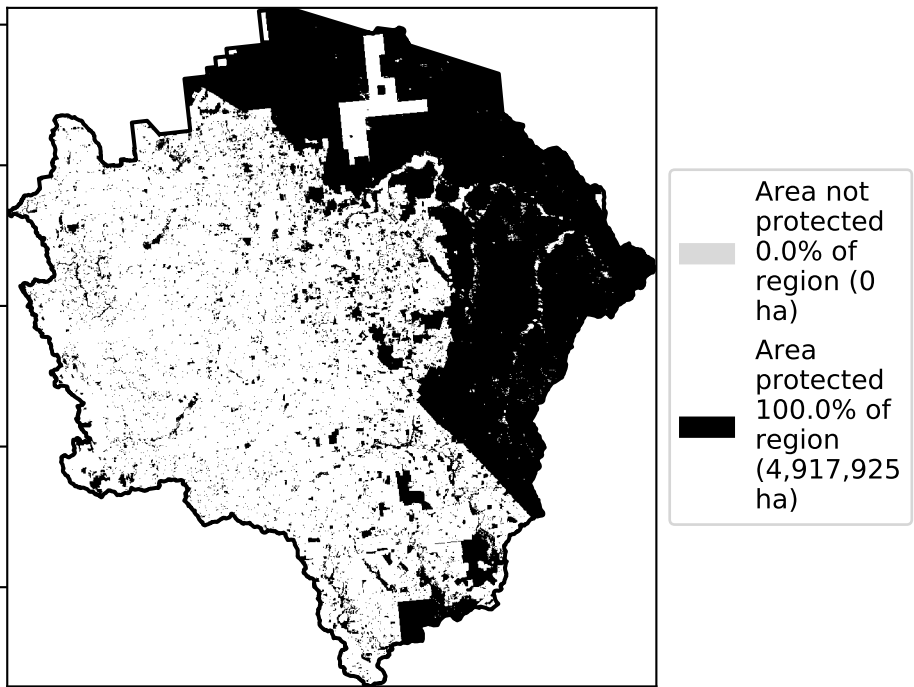 Area not
protected
0.0% of
region (0
ha)
Area
protected
100.0% of
region
(4,917,925
ha)